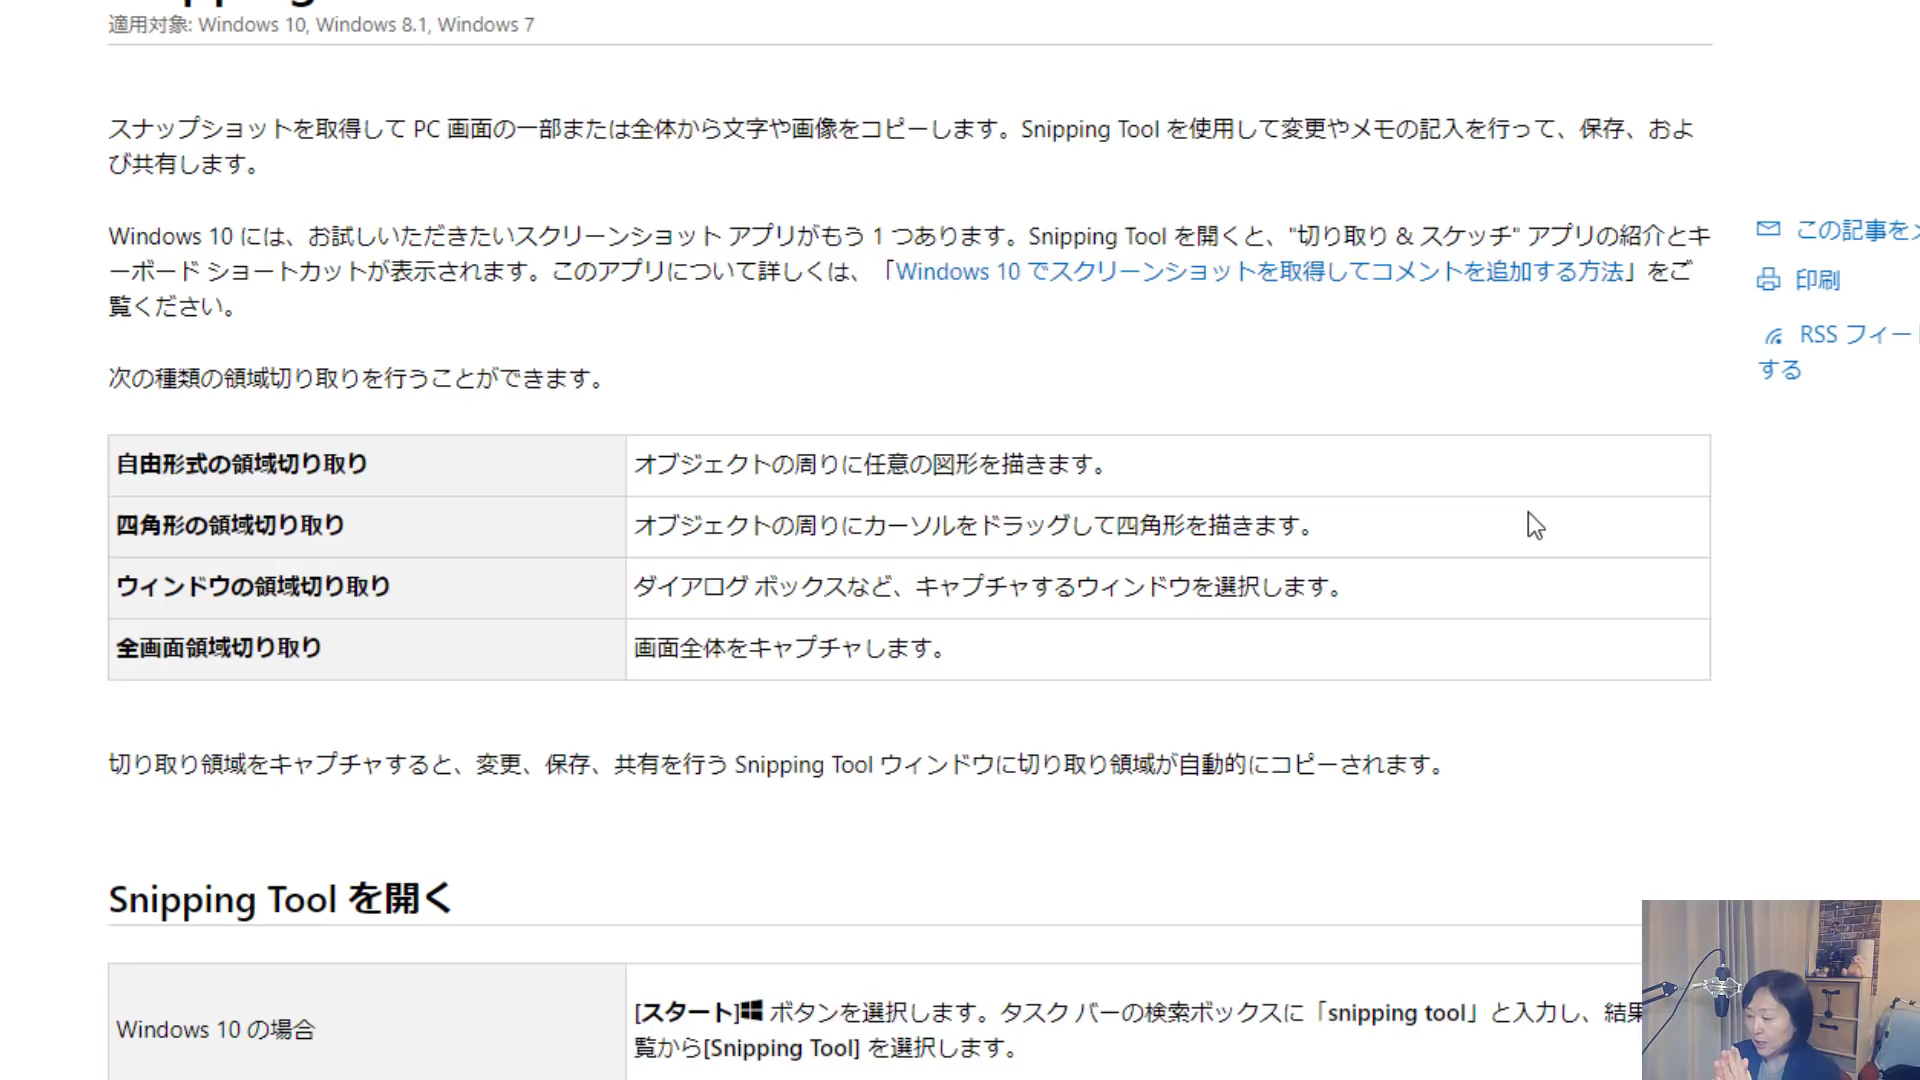 適用対象: Windows 10, Windows 8.1, Windows 7
スナップショットを取得して PC 画面の一部または全体から文字や画像をコピーします。Snipping Tool を使用して変更やメモの記入を行って、保存、およ
び共有します。
Windows 10 には、お試しいただきたいスクリーンショット アプリがもう 1 つあります。Snipping Tool を開くと、"切り取り & スケッチ" アプリの紹介とキ
ーボード ショートカットが表示されます。このアプリについて詳しくは、「Windows 10 でスクリーンショットを取得してコメントを追加する方法」をご
覧ください。
この記事を
印刷
RSS フィー
する
次の種類の領域切り取りを行うことができます。
自由形式の領域切り取り オブジェクトの周りに任意の図形を描きます。
四角形の領域切り取り オブジェクトの周りにカーソルをドラッグして四角形を描きます。
ウィンドウの領域切り取り ダイアログ ボックスなど、キャプチャするウィンドウを選択します。
全画面領域切り取り 画面全体をキャプチャします。
切り取り領域をキャプチャすると、変更、保存、共有を行う Snipping Tool ウィンドウに切り取り領域が自動的にコピーされます。
Snipping Tool を開く
Windows 10 の場合
[スタート] ボタンを選択します。タスク バーの検索ボックスに「snipping tool」と入力し、結果
覧から[Snipping Tool] を選択します。